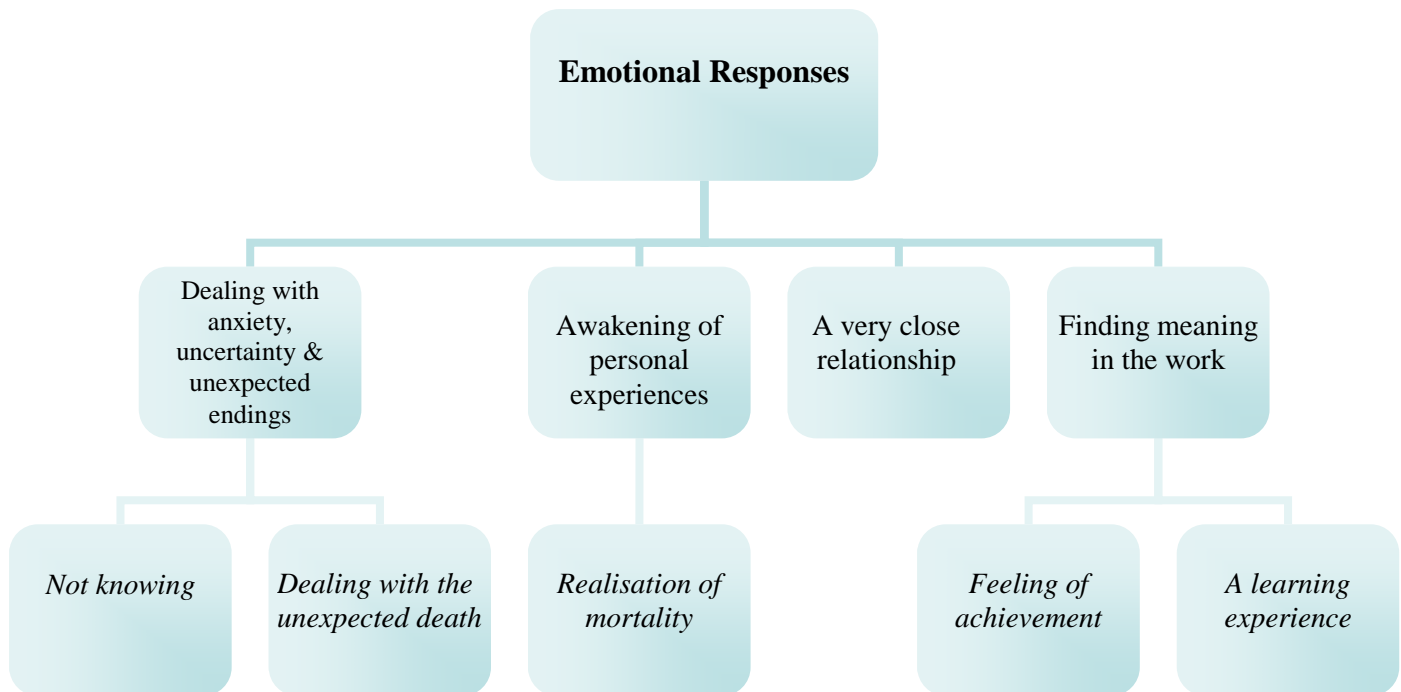 Emotional Responses
Dealing with
anxiety,
uncertainty &
unexpected
endings
Awakening of
personal
experiences
A very close
relationship
Finding meaning
in the work
Not knowing
Dealing with the
unexpected death
Realisation of
mortality
Feeling of
achievement
A learning
experience